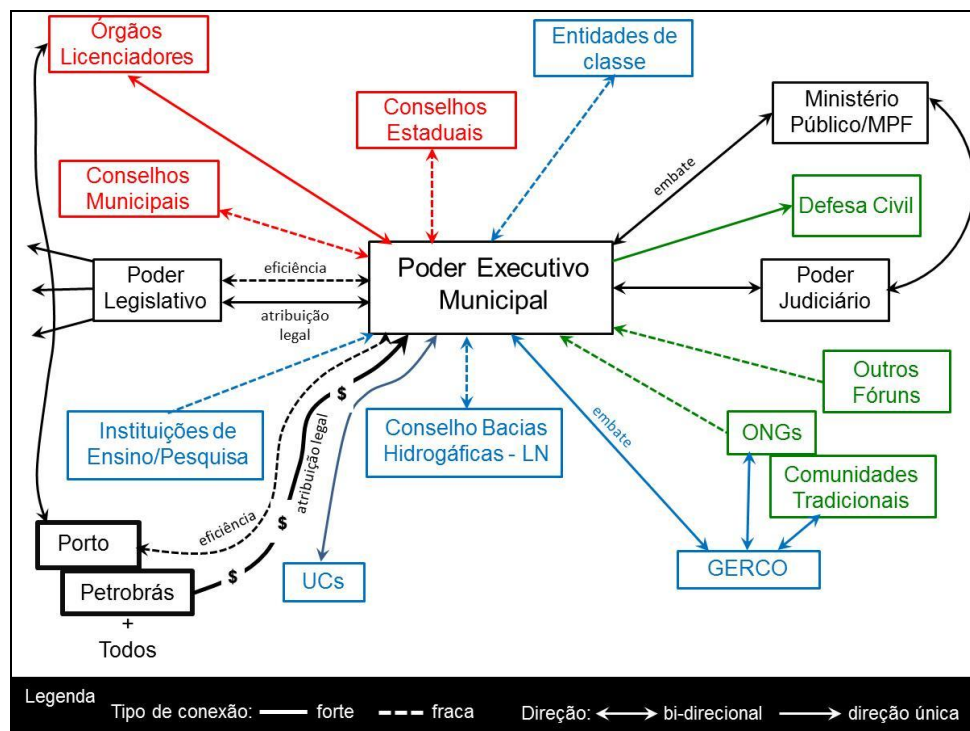 Órgãos
Licenciadores
Entidades de
classe
Conselhos
Estaduais
Ministério
Público/MPF
embate
Conselhos
Municipais
Defesa Civil
Poder
Legislativo
eficiência
atribuição
legal
Poder Executivo
Municipal
Poder
Judiciário
Outros
Fóruns
Instituições de
Ensino/Pesquisa
$
atribuição legal
Conselho Bacias
Hidrogáficas - LN
embate
ONGs
Comunidades
Tradicionais
eficiência
$
Porto
Petrobrás
$
UCs
GERCO
+
Todos
Legenda
Tipo de conexão: forte fraca Direção: bi-direcional direção única